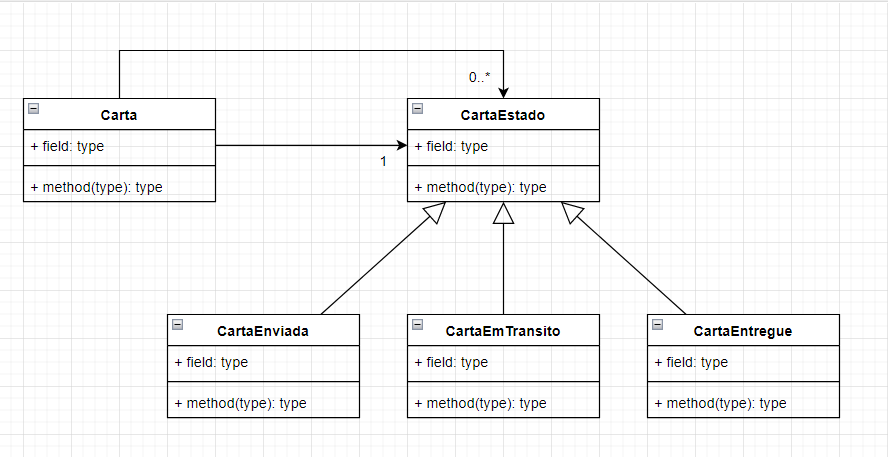 0..*
Carta
+ field: type
+ method(type): type
1
CartaEstado
+ field: type
+ method(type): type
CartaEnviada
+ field: type
+ method(type): type
CartaEmTransito
+ field: type
+ method(type): type
CartaEntregue
+ field: type
+ method(type): type